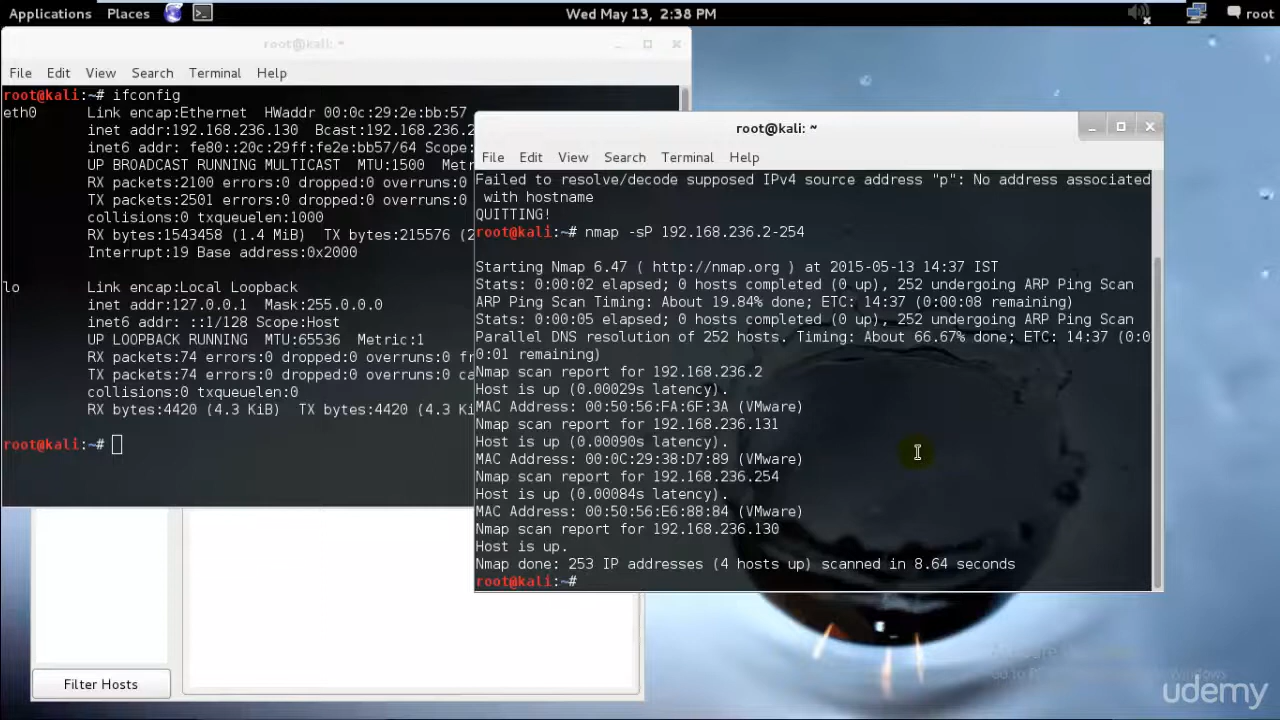 Applications Places Wed May 13, 2:38 PM root
root@kali: ~
File Edit View Search Terminal Help
root@kali:~# ifconfig
eth0 Link encap:Ethernet HWaddr 00:0c:29:2e:bb:57
inet addr:192.168.236.130 Bcast:192.168.236.2
inet6 addr: fe80::20c:29ff:fe2e:bb57/64 Scope:
UP BROADCAST RUNNING MULTICAST MTU:1500 Metr
RX packets:2100 errors:0 dropped:0 overruns:0
TX packets:2501 errors:0 dropped:0 overruns:0
collisions:0 txqueuelen:1000
RX bytes:1543458 (1.4 MiB) TX bytes:215576 (2
Interrupt:19 Base address:0x2000
lo Link encap:Local Loopback
inet addr:127.0.0.1 Mask:255.0.0.0
inet6 addr: ::1/128 Scope:Host
UP LOOPBACK RUNNING MTU:65536 Metric:1
RX packets:74 errors:0 dropped:0 overruns:0 fr
TX packets:74 errors:0 dropped:0 overruns:0 ca
collisions:0 txqueuelen:0
RX bytes:4420 (4.3 KiB) TX bytes:4420 (4.3 Ki
root@kali:~#
root@kali: ~
File Edit View Search Terminal Help
Failed to resolve/decode supposed IPv4 source address "p": No address associated
with hostname
QUITTING!
root@kali:~# nmap -sP 192.168.236.2-254
Starting Nmap 6.47 ( http://nmap.org ) at 2015-05-13 14:37 IST
Stats: 0:00:02 elapsed; 0 hosts completed (0 up), 252 undergoing ARP Ping Scan
ARP Ping Scan Timing: About 19.84% done; ETC: 14:37 (0:00:08 remaining)
Stats: 0:00:05 elapsed; 0 hosts completed (0 up), 252 undergoing ARP Ping Scan
Parallel DNS resolution of 252 hosts. Timing: About 66.67% done; ETC: 14:37 (0:0
0:01 remaining)
Nmap scan report for 192.168.236.2
Host is up (0.00029s latency).
MAC Address: 00:50:56:FA:6F:3A (VMware)
Nmap scan report for 192.168.236.131
Host is up (0.00090s latency).
MAC Address: 00:0C:29:38:D7:89 (VMware)
Nmap scan report for 192.168.236.254
Host is up (0.00084s latency).
MAC Address: 00:50:56:E6:88:84 (VMware)
Nmap scan report for 192.168.236.130
Host is up.
Nmap done: 253 IP addresses (4 hosts up) scanned in 8.64 seconds
root@kali:~#
Filter Hosts
udemy